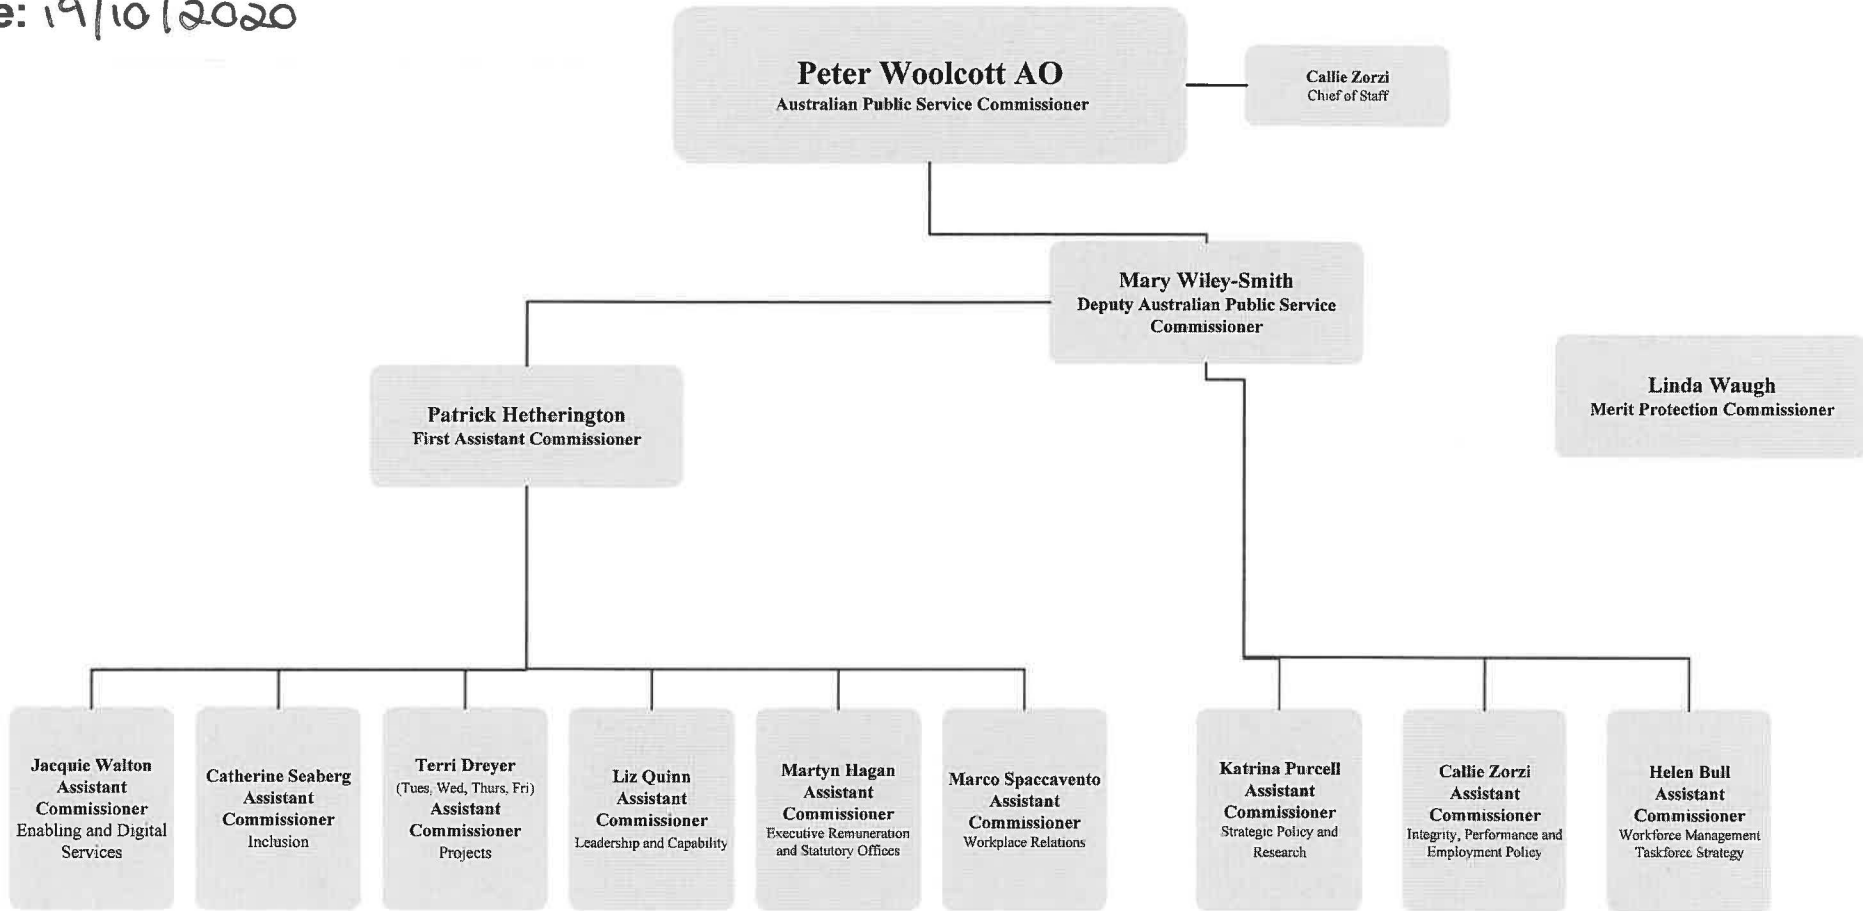 e: 19/10/2020
Peter Woolcott AO
Australian Public Service Commissioner
Callie Zorzi
Chief of Staff
Mary Wiley-Smith
Deputy Australian Public Service
Commissioner
Patrick Hetherington
First Assistant Commissioner
Linda Waugh
Merit Protection Commissioner
Jacquie Walton
Assistant
Commissioner
Enabling and Digital
Services
Catherine Seaberg
Assistant
Commissioner
Inclusion
Terri Dreyer
(Tues, Wed, Thurs, Fri)
Assistant
Commissioner
Projects
Liz Quinn
Assistant
Commissioner
Leadership and Capability
Martyn Hagan
Assistant
Commissioner
Executive Remuneration
and Statutory Offices
Marco Spaccavento
Assistant
Commissioner
Workplace Relations
Katrina Purcell
Assistant
Commissioner
Strategic Policy and
Research
Callie Zorzi
Assistant
Commissioner
Integrity, Performance and
Employment Policy
Helen Bull
Assistant
Commissioner
Workforce Management
Taskforce Strategy